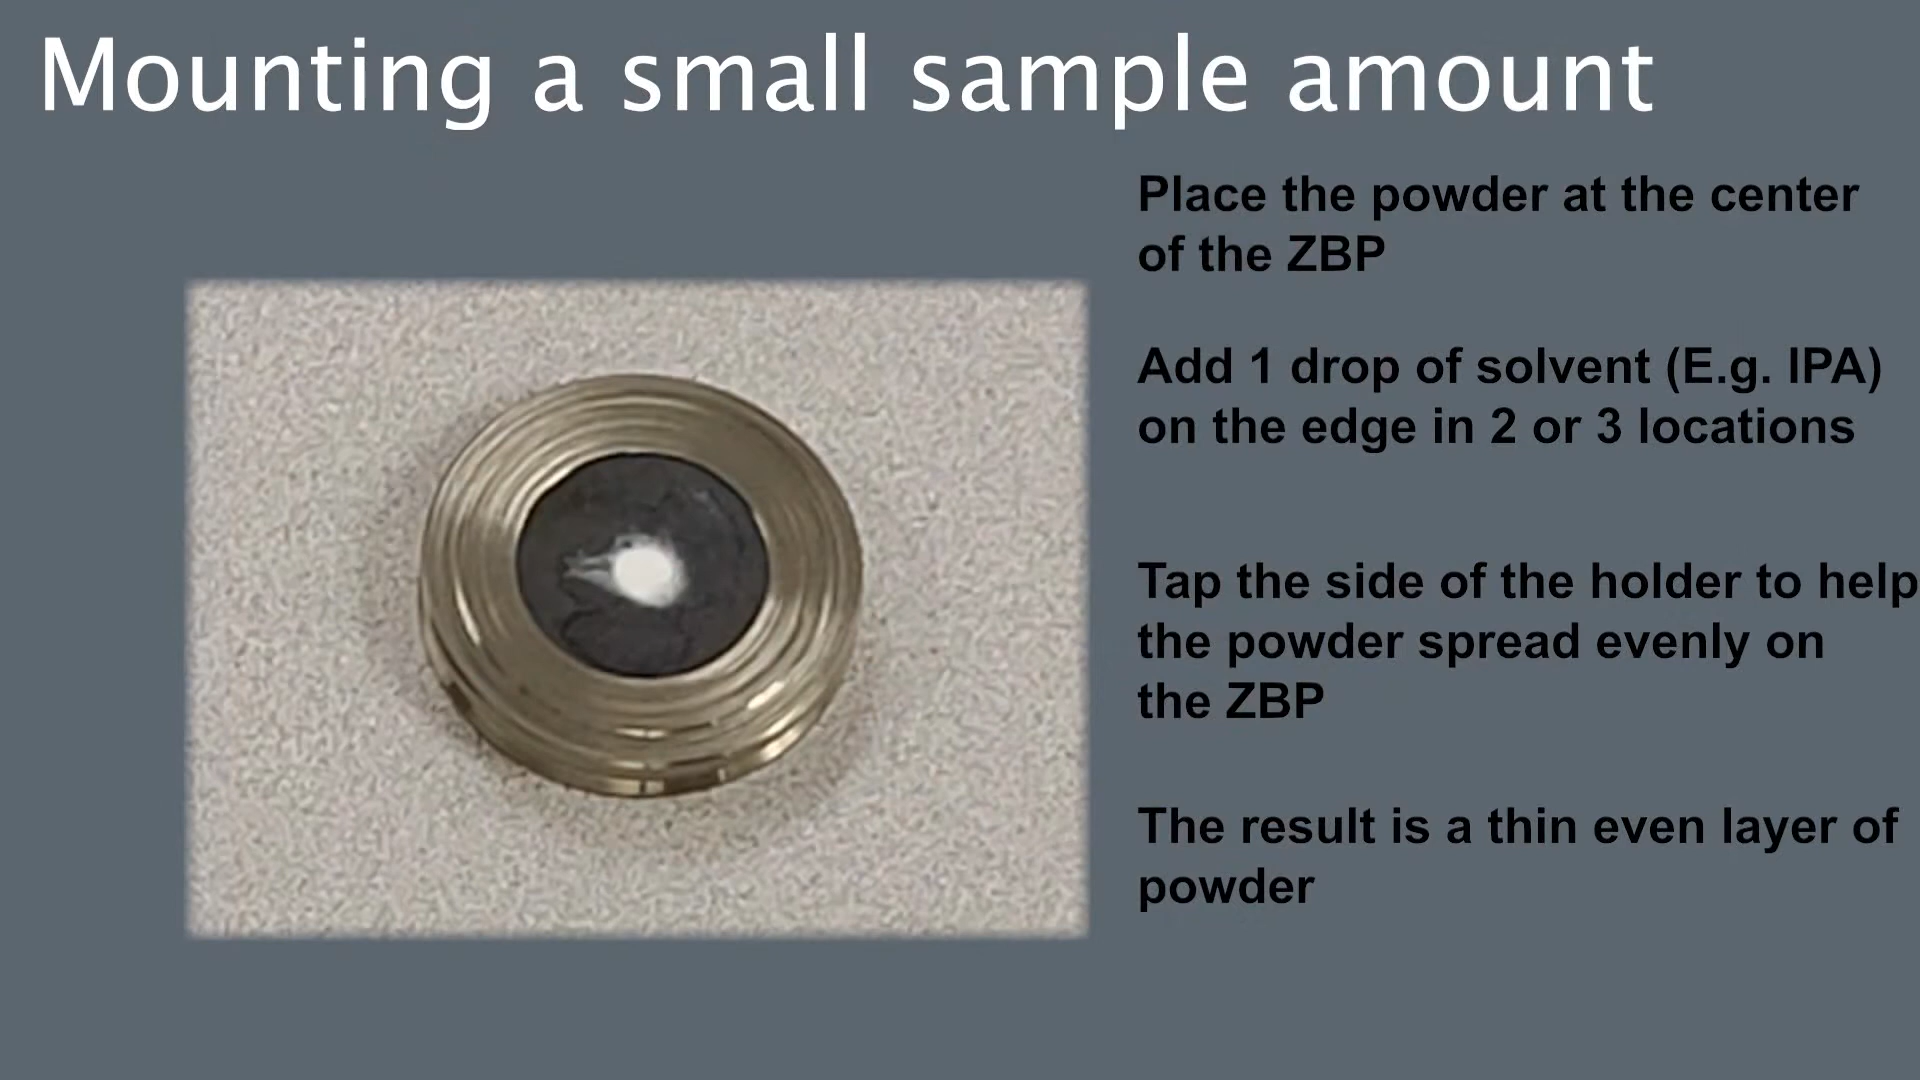 Mounting a small sample amount
Place the powder at the center
of the ZBP
Add 1 drop of solvent (E.g. IPA)
on the edge in 2 or 3 locations
Tap the side of the holder to help
the powder spread evenly on
the ZBP
The result is a thin even layer of
powder